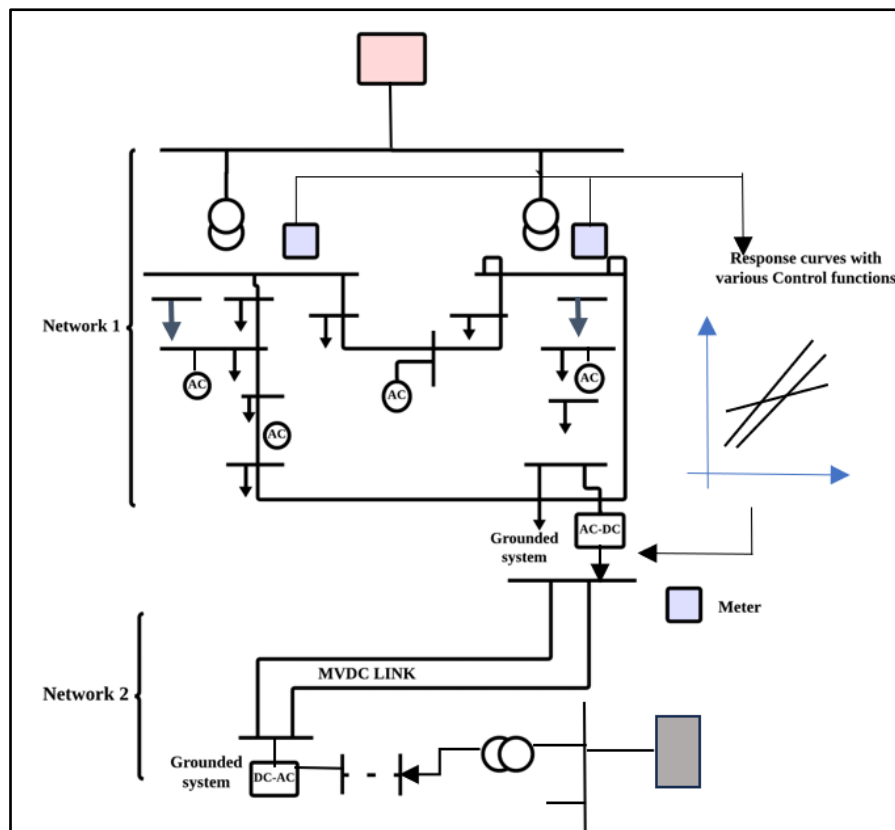 Response curves with
various Control functions
Network 1
AC
AC
AC
AC
Grounded
system
AC-DC
Meter
MVDC LINK
Network 2
Grounded
system
DC-AC